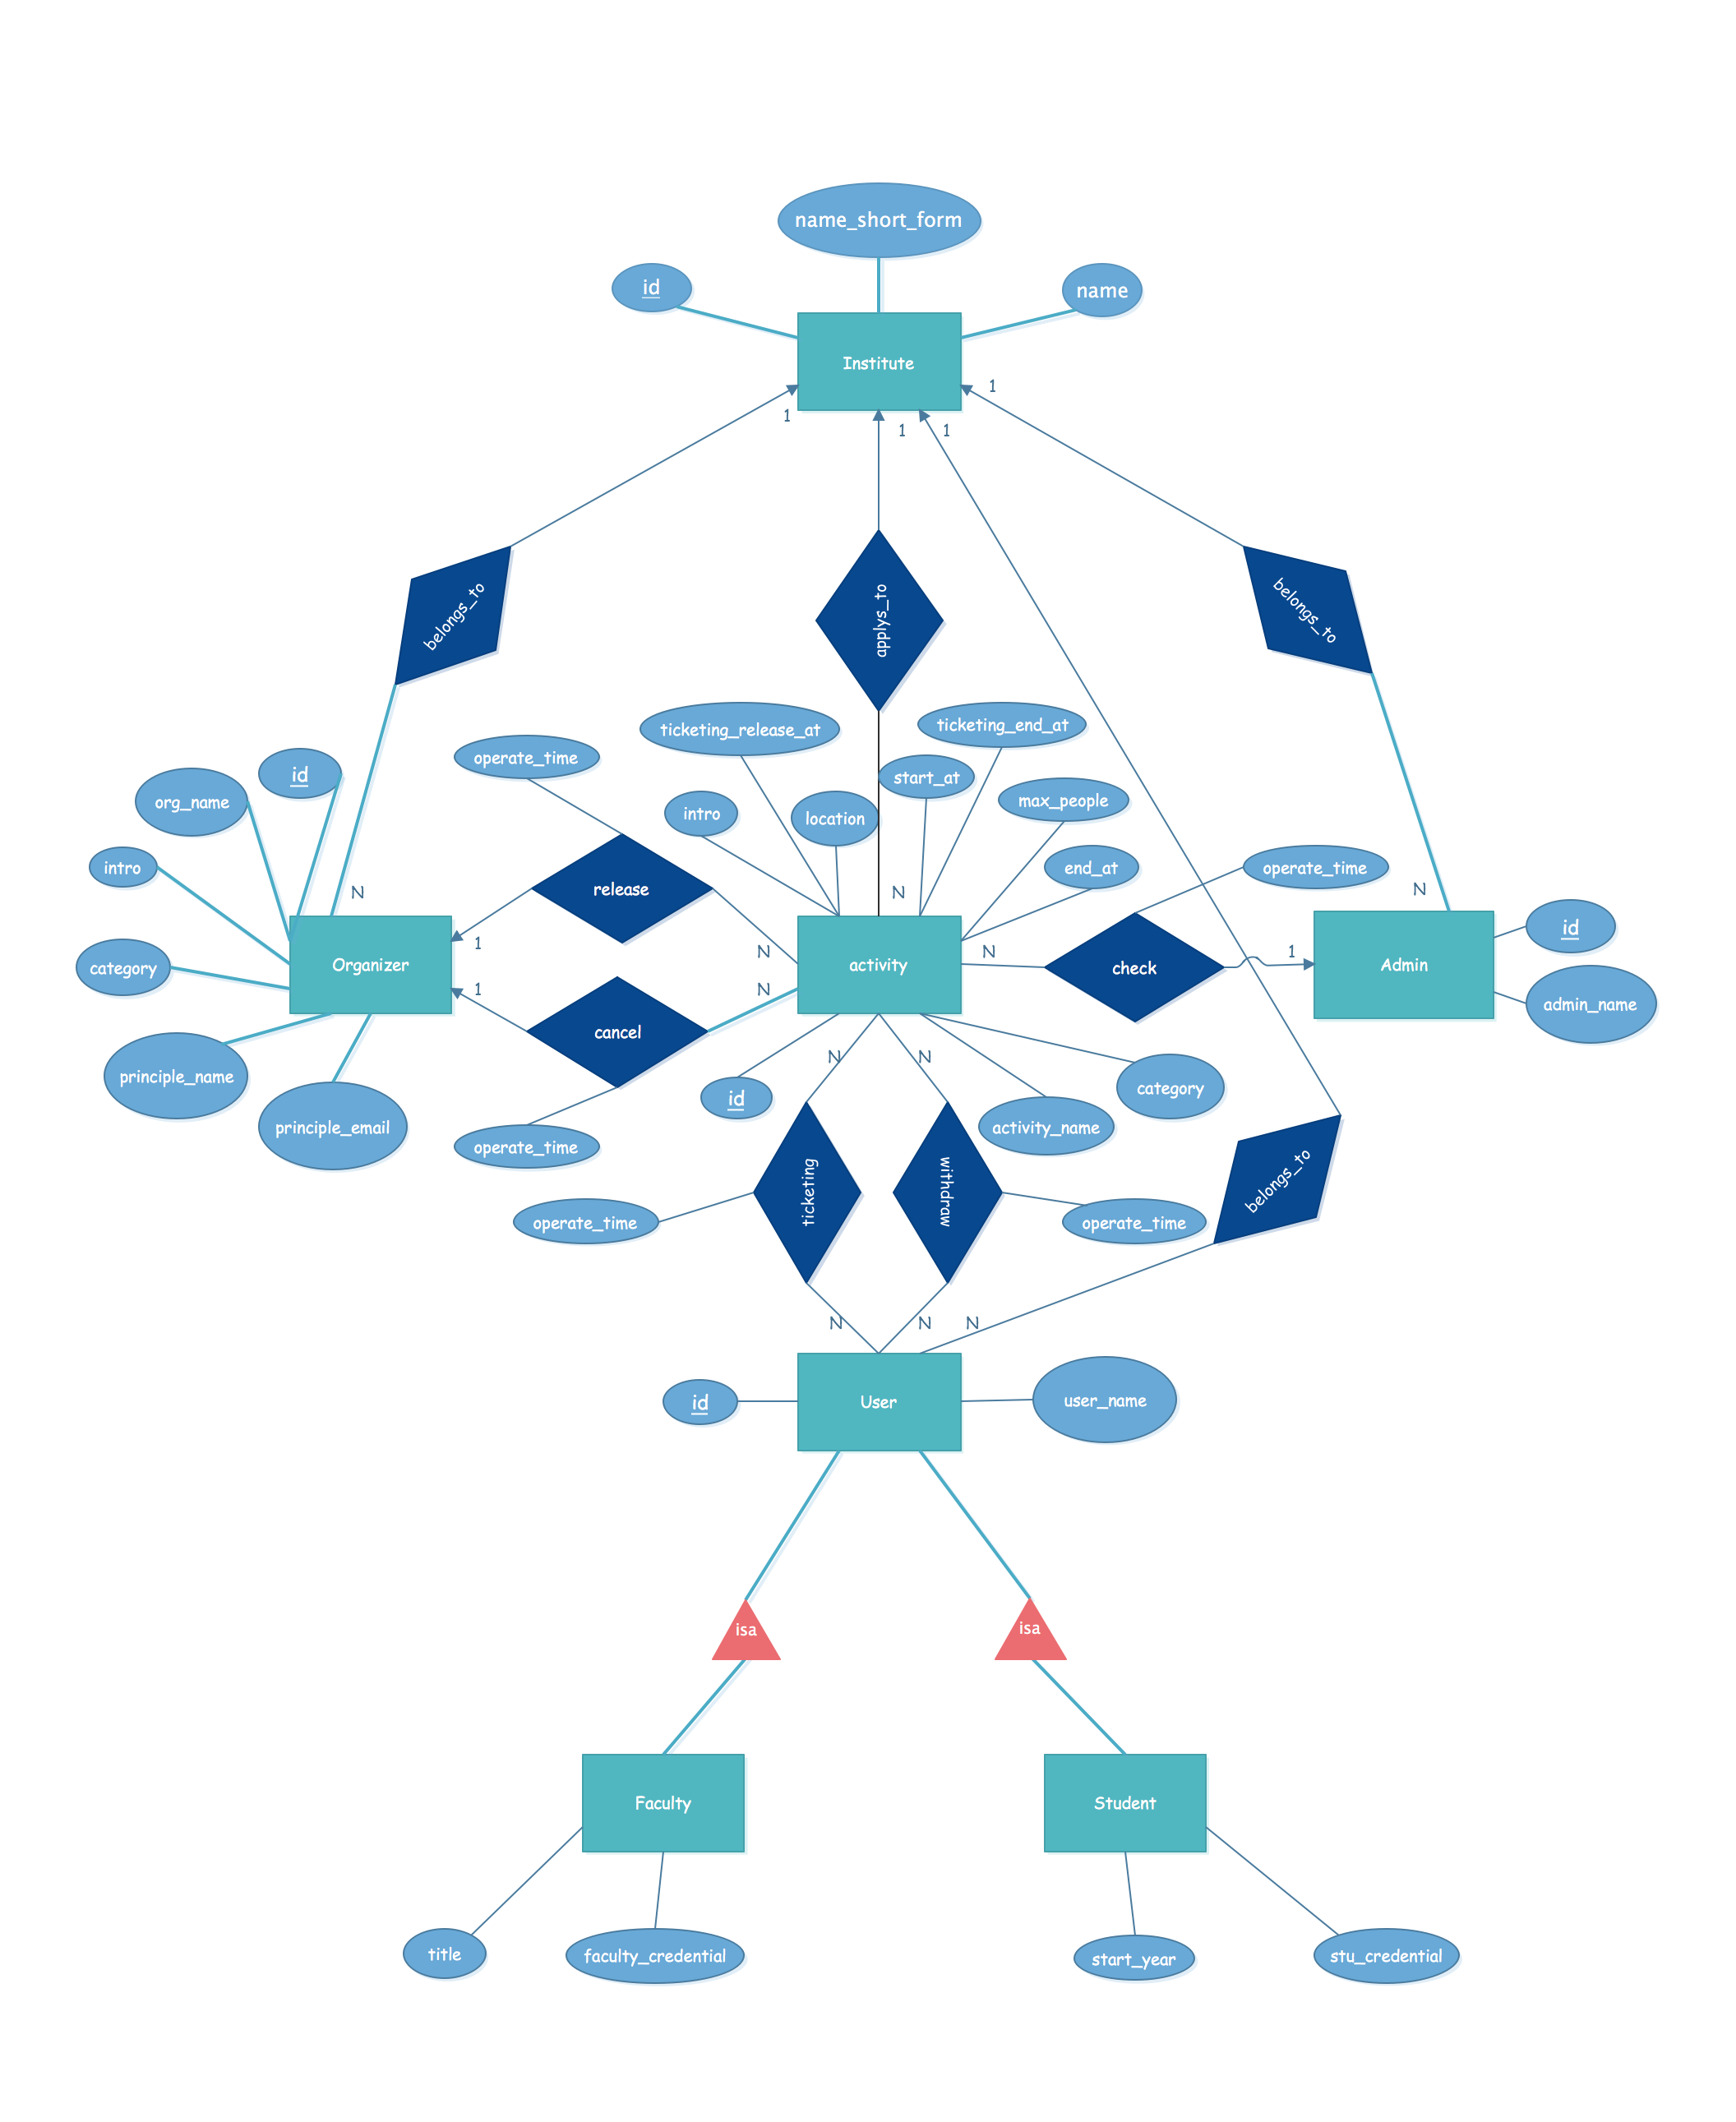 name_short_form
id
name
Institute
1
1
1
1
belongs_to
applys_to
belongs_to
ticketing_release_at
ticketing_end_at
operate_time
id
start_at
org_name
max_people
intro
location
intro
end_at
operate_time
release
N
N
N
id
1
N
N
1
Organizer
activity
check
Admin
category
1
N
admin_name
cancel
N
N
principle_name
id
category
principle_email
activity_name
operate_time
ticketing
withdraw
belongs_to
operate_time
operate_time
N
N
N
id
User
user_name
isa
isa
Faculty
Student
title
faculty_credential
start_year
stu_credential